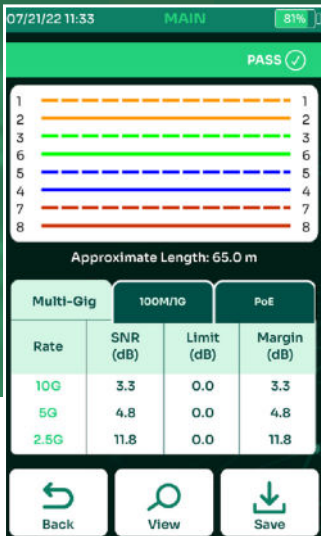 07/21/22 11:33 MAIN 81%
PASS
1 1
2 2
3 3
6 6
5 5
4 4
7 7
8 8
Approximate Length: 65.0 m
Multi-Gig 100M/1G PoE
Rate SNR (dB) Limit (dB) Margin (dB)
10G 3.3 0.0 3.3
5G 4.8 0.0 4.8
2.5G 11.8 0.0 11.8
Back View Save